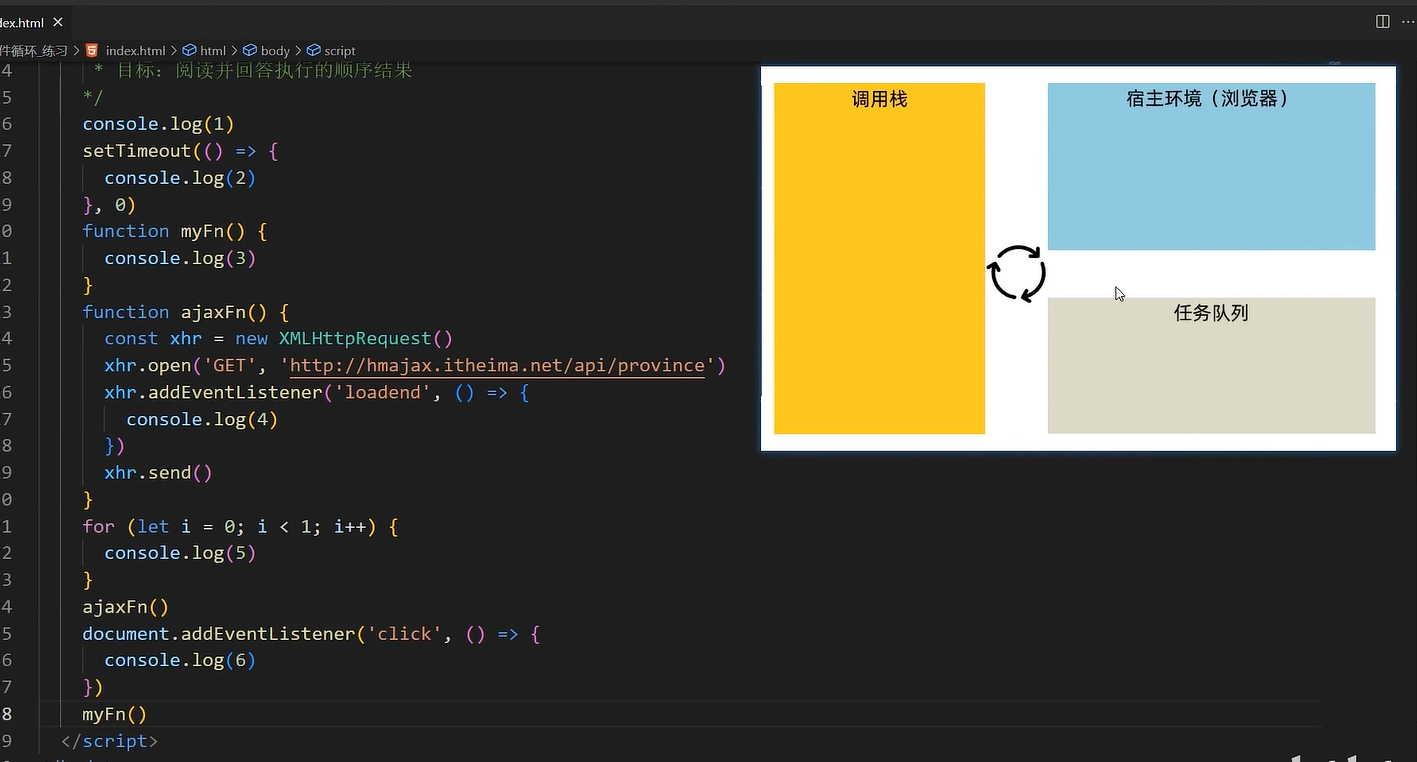 dex.html ×
件循环_练习 > index.html > html > body > script
4 * 目标：阅读并回答执行的顺序结果
5 */
6 console.log(1)
7 setTimeout(() => {
8 console.log(2)
9 }, 0)
0 function myFn() {
1 console.log(3)
2 }
3 function ajaxFn() {
4 const xhr = new XMLHttpRequest()
5 xhr.open('GET', 'http://hmajax.itheima.net/api/province')
6 xhr.addEventListener('loadend', () => {
7 console.log(4)
8 })
9 xhr.send()
0 }
1 for (let i = 0; i < 1; i++) {
2 console.log(5)
3 }
4 ajaxFn()
5 document.addEventListener('click', () => {
6 console.log(6)
7 })
8 myFn()
9 </script>
调用栈
宿主环境（浏览器）
任务队列